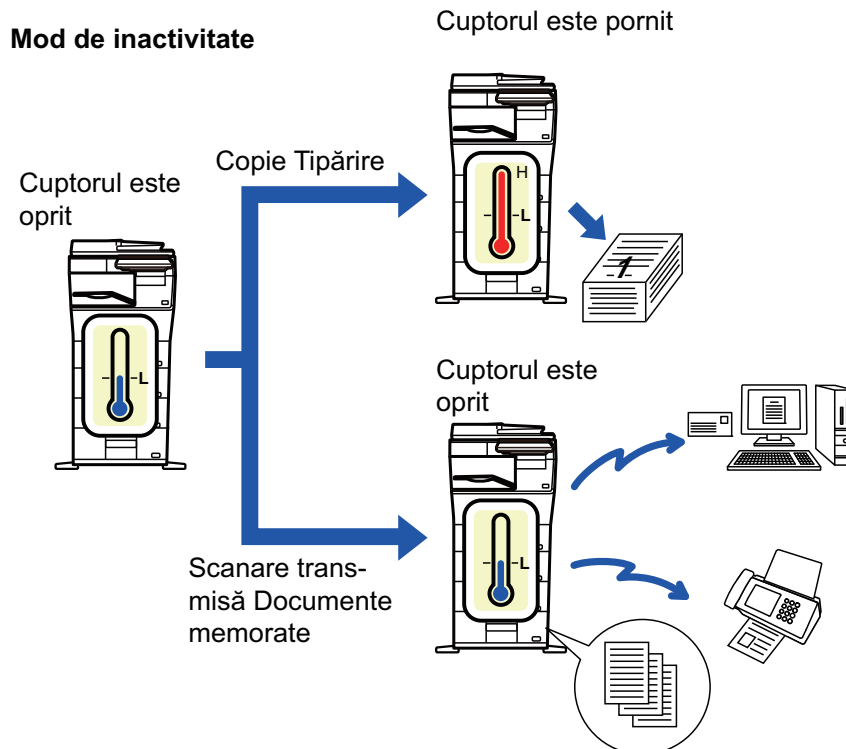 Mod de inactivitate
Cuptorul este pornit
Copie Tipărire
Cuptorul este
oprit
H
L
1
L
Cuptorul este
oprit
L
Scanare trans-
misă Documente
memorate